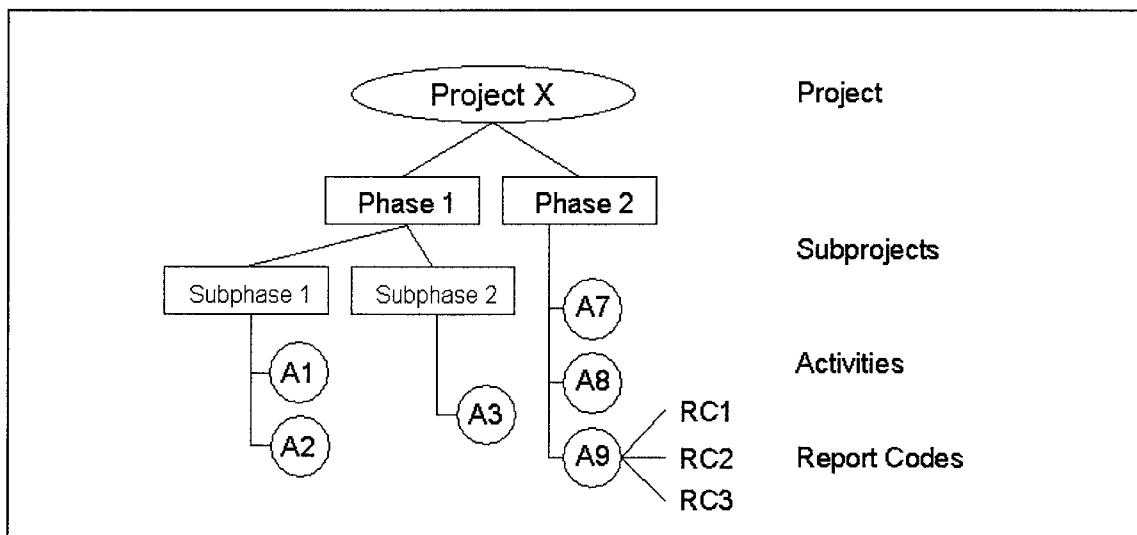 Project X
Project
Phase 1
Phase 2
Subprojects
Subphase 1
Subphase 2
A7
A1
A8
Activities
A3
RC1
A2
A9
RC2
Report Codes
RC3